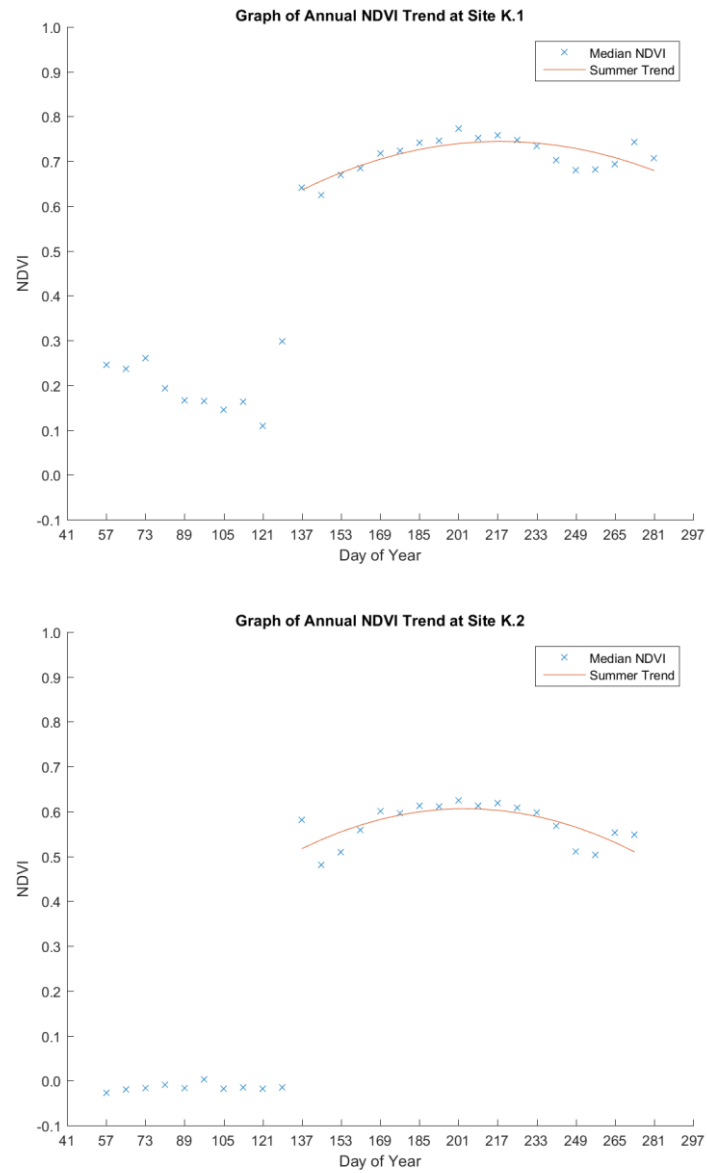 Graph of Annual NDVI Trend at Site K.1
Median NDVI
Summer Trend
1.0
0.9
0.8
0.7
0.6
0.5
0.4
0.3
0.2
0.1
0.0
-0.1
NDVI
41 57 73 89 105 121 137 153 169 185 201 217 233 249 265 281 297
Day of Year
Graph of Annual NDVI Trend at Site K.2
Median NDVI
Summer Trend
1.0
0.9
0.8
0.7
0.6
0.5
0.4
0.3
0.2
0.1
0.0
-0.1
NDVI
41 57 73 89 105 121 137 153 169 185 201 217 233 249 265 281 297
Day of Year